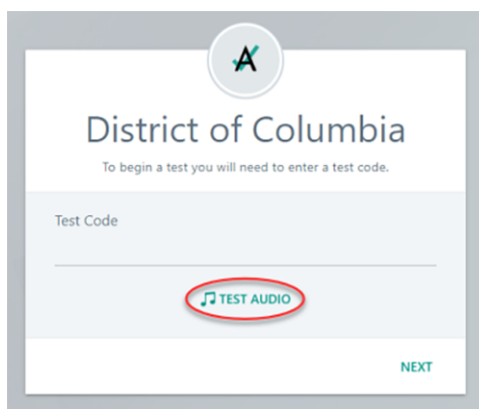 District of Columbia
To begin a test you will need to enter a test code.
Test Code
TEST AUDIO
NEXT